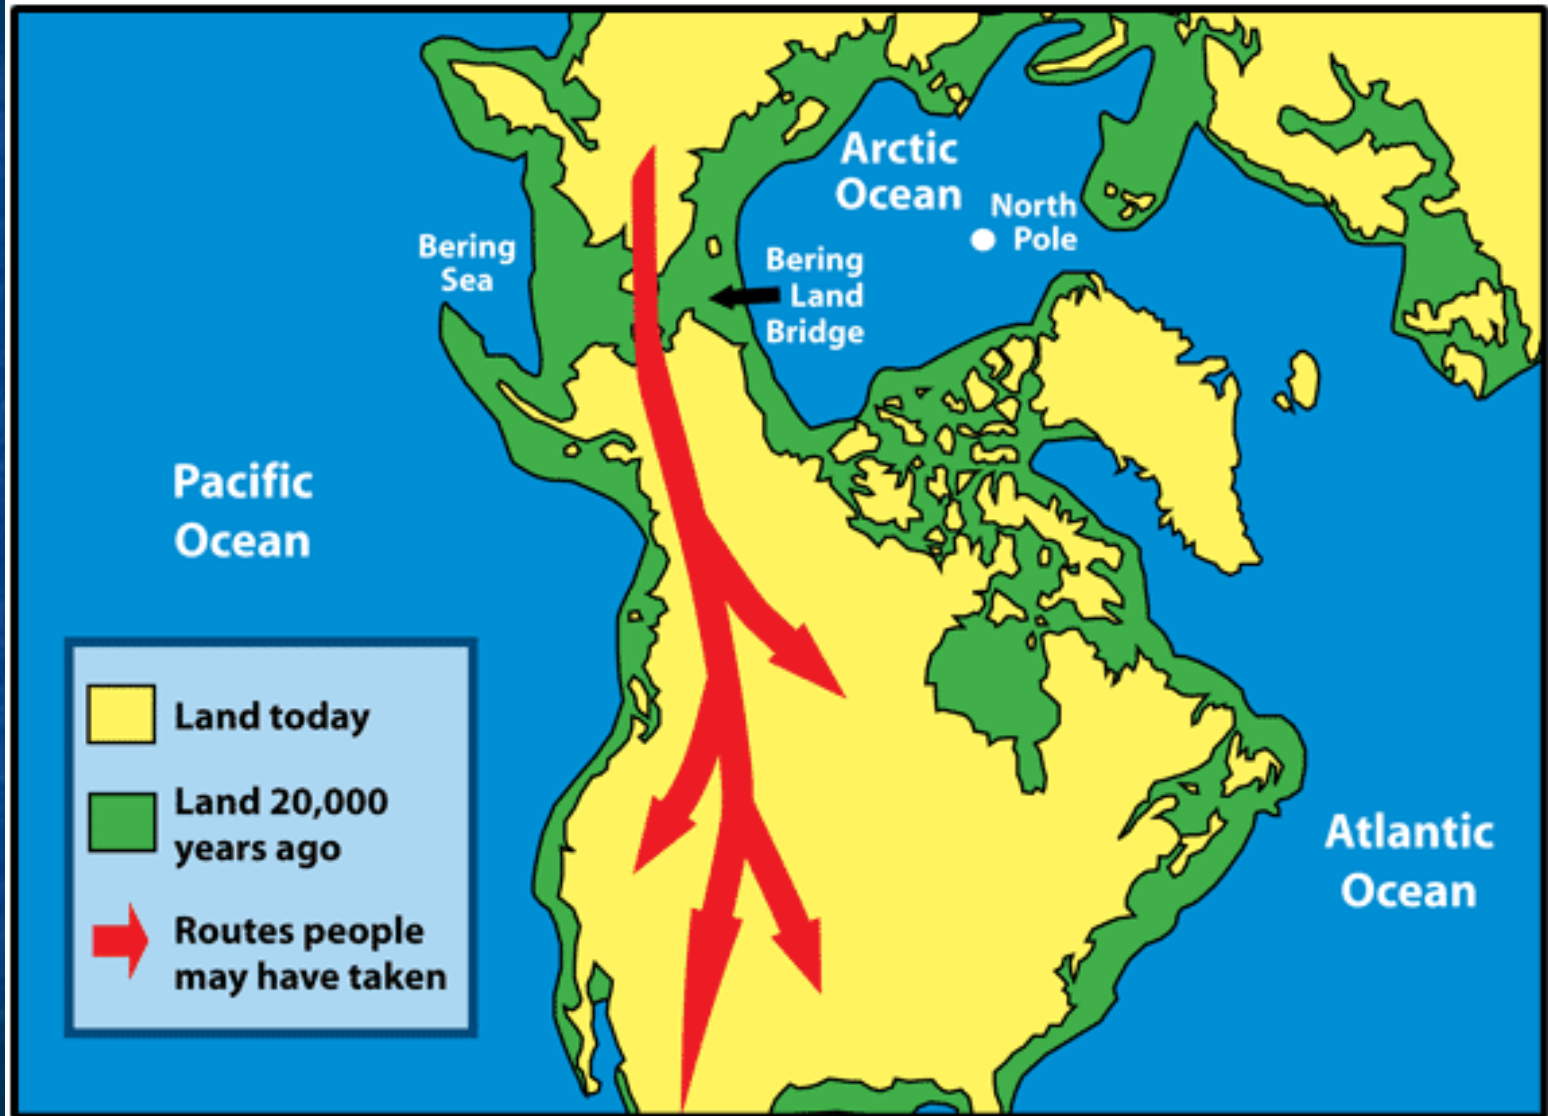 Arctic
Ocean
North
Pole
Bering
Sea
Bering
Land
Bridge
Pacific
Ocean
Land today
Land 20,000
years ago
Routes people
may have taken
Atlantic
Ocean